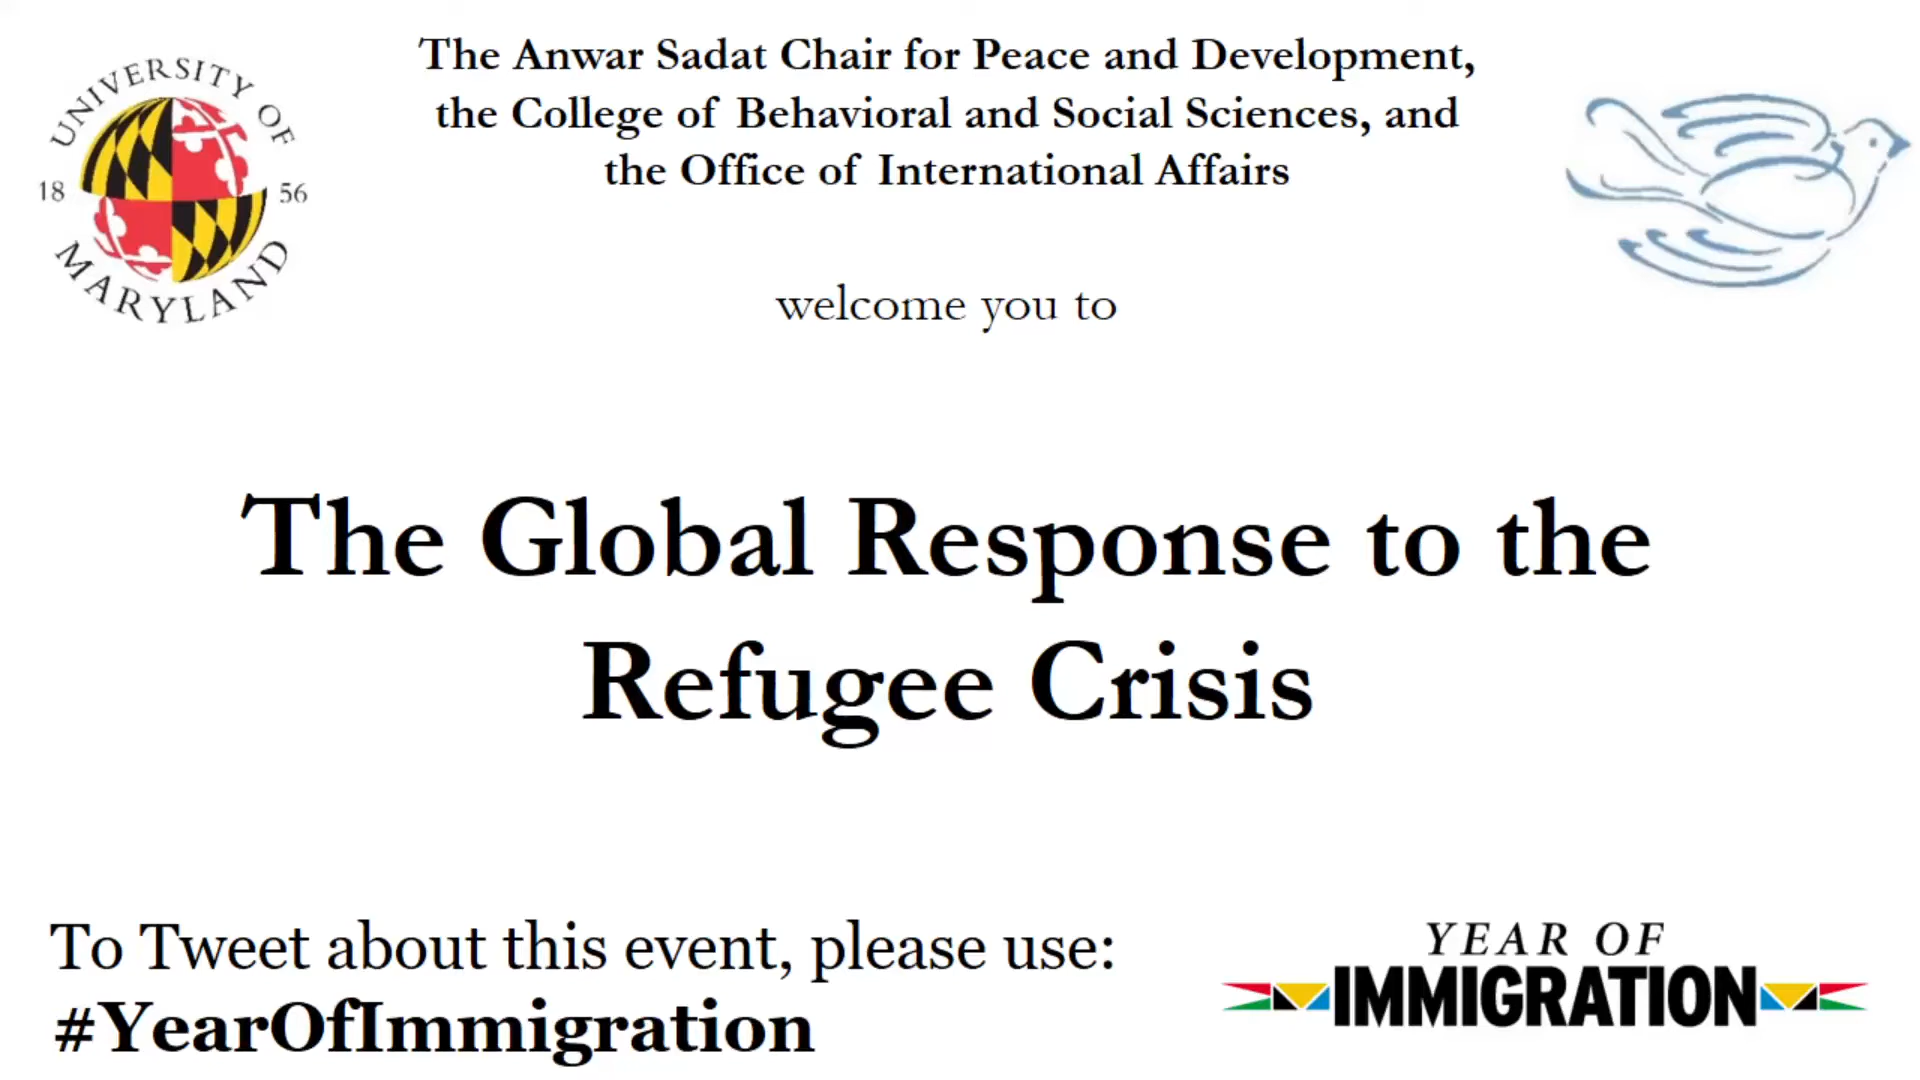 UNIVERSITY OF
18 56
MARYLAND
The Anwar Sadat Chair for Peace and Development,
the College of Behavioral and Social Sciences, and
the Office of International Affairs
welcome you to
The Global Response to the
Refugee Crisis
To Tweet about this event, please use:
#YearOfImmigration
YEAR OF
IMMIGRATION